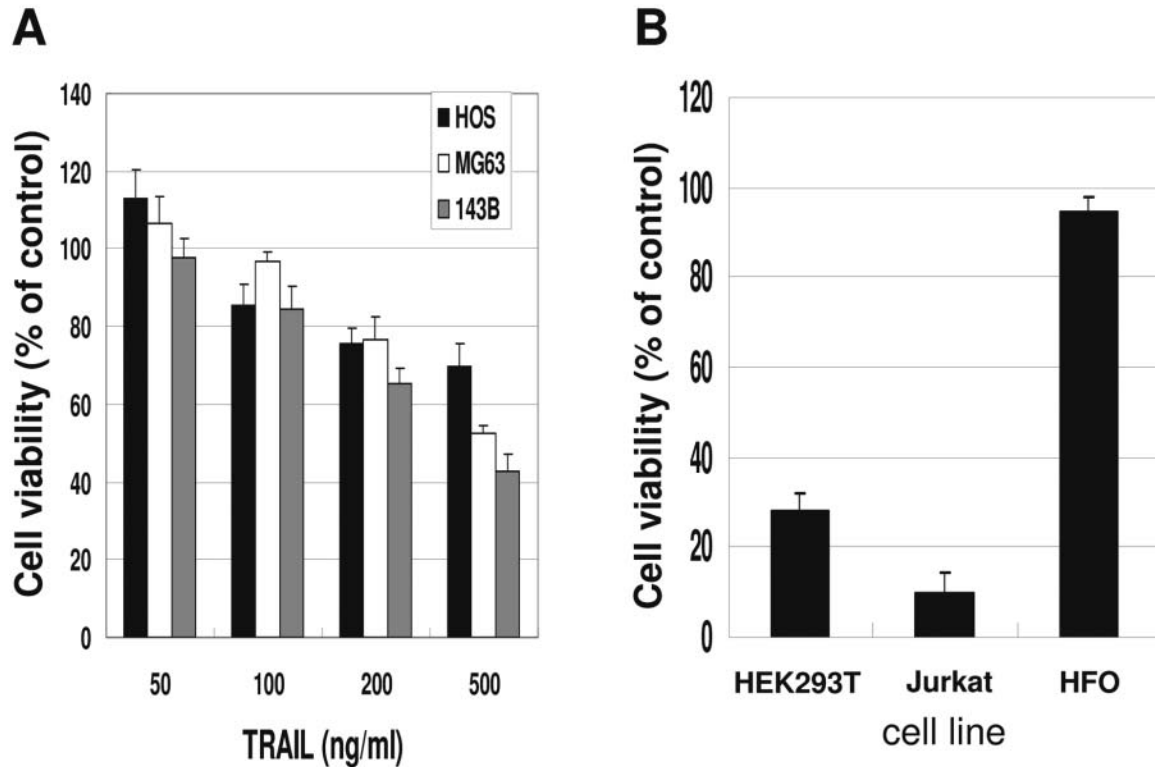 A
Cell viability (% of control)
140
120
100
80
60
40
20
0
HOS
MG63
143B
50 100 200 500
TRAIL (ng/ml)
B
Cell viability (% of control)
120
100
80
60
40
20
0
HEK293T Jurkat HFO
cell line